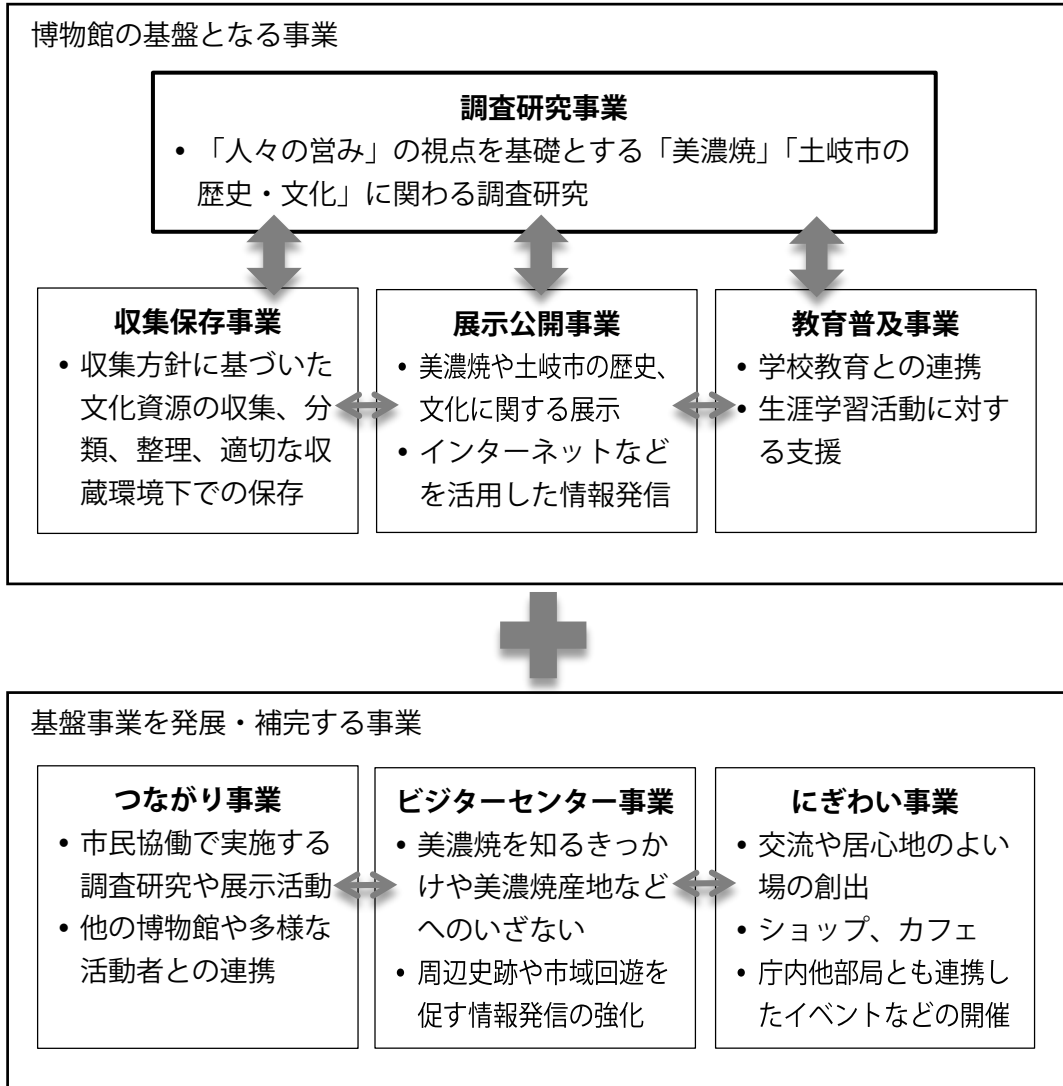 博物館の基盤となる事業
調査研究事業
• 「人々の営み」の視点を基礎とする「美濃焼」「土岐市の
歴史・文化」に関わる調査研究
収集保存事業
• 収集方針に基づいた
文化資源の収集、分
類、整理、適切な収
蔵環境下での保存
展示公開事業
• 美濃焼や土岐市の歴史、
文化に関する展示
• インターネットなど
を活用した情報発信
教育普及事業
• 学校教育との連携
• 生涯学習活動に対す
る支援
基盤事業を発展・補完する事業
つながり事業
• 市民協働で実施する
調査研究や展示活動
• 他の博物館や多様な
活動者との連携
ビジターセンター事業
• 美濃焼を知るきっか
けや美濃焼産地など
へのいざない
• 周辺史跡や市域回遊を
促す情報発信の強化
にぎわい事業
• 交流や居心地のよい
場の創出
• ショップ、カフェ
• 庁内他部局とも連携し
たイベントなどの開催